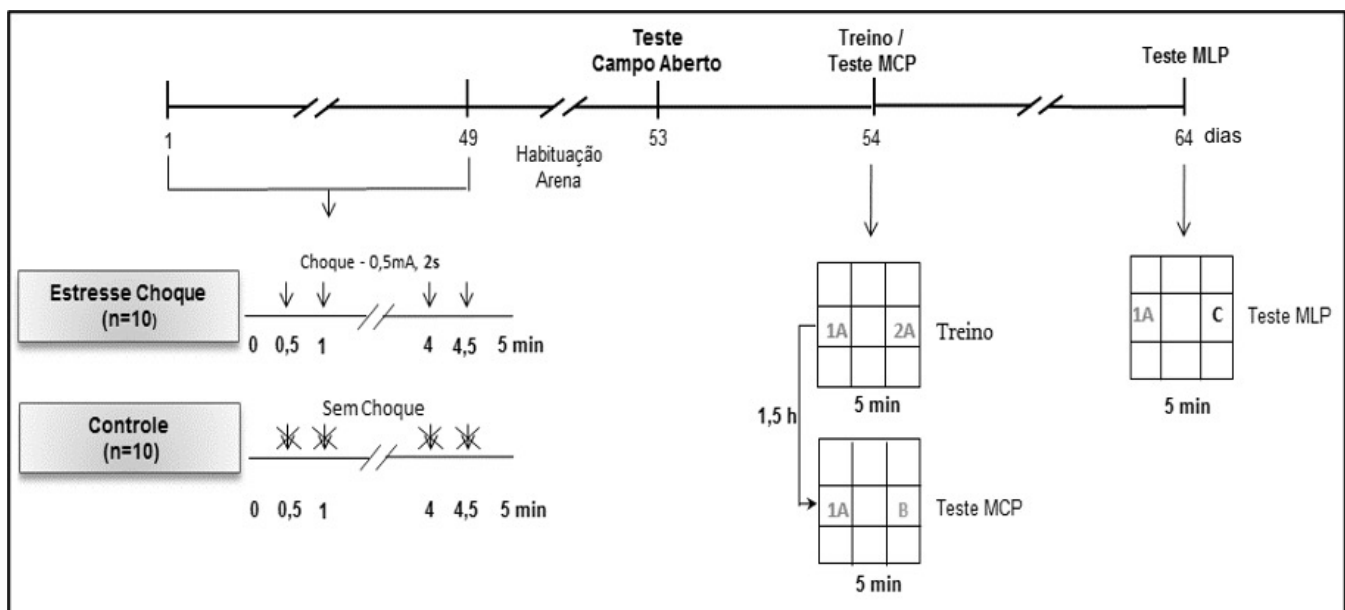 Teste
Campo Aberto
Treino /
Teste MCP
Teste MLP
1
49
Habituação
Arena
53
54
64 dias
Choque - 0,5mA, 2s
Estresse Choque
(n=10)
0 0,5 1 4 4,5 5 min
Sem Choque
Controle
(n=10)
0 0,5 1 4 4,5 5 min
1A 2A Treino
5 min
1,5 h
1A B Teste MCP
5 min
1A C Teste MLP
5 min